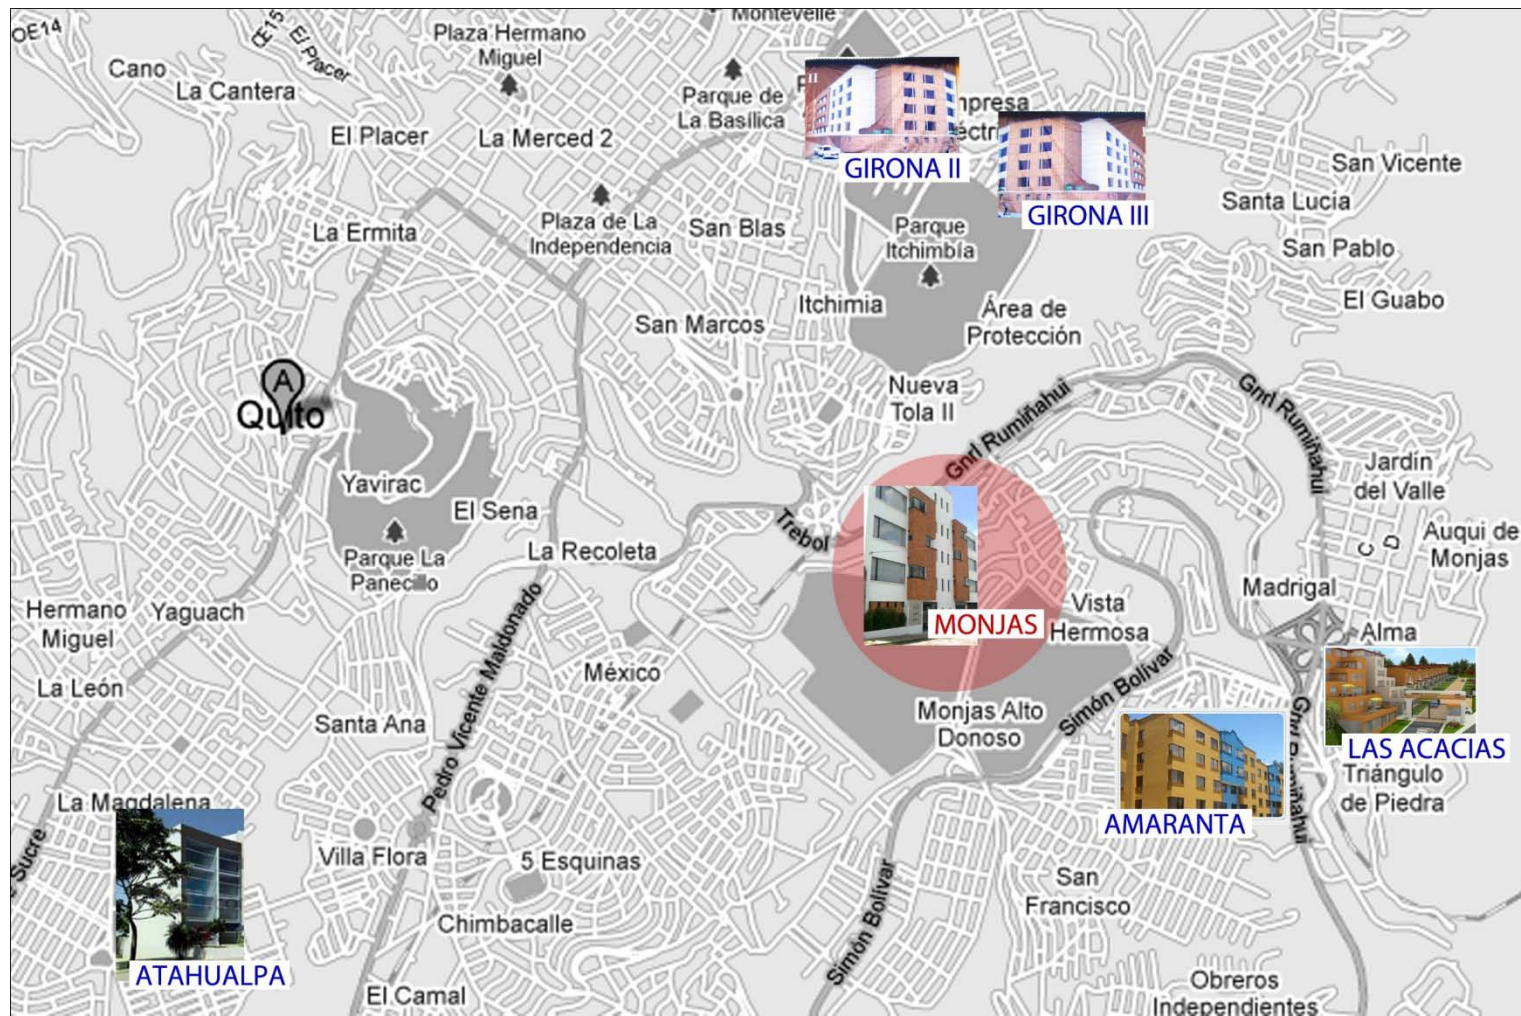 OE14
OE15
El Placer
Montevelle
Plaza Hermano
Miguel
Cano
La Cantera
Parque de
La Basílica
El Placer
La Merced 2
II
GIRONA II
GIRONA III
San Vicente
Santa Lucía
San Pablo
El Guabo
La Ermita
Plaza de La
Independencia
San Blas
Parque
Itchimbía
Itchimia
Área de
Protección
San Marcos
A
Quito
Nueva
Tola II
Gnrl Rumiñahui
Gnrl Rumiñahui
Jardín
del Valle
Yavirac
El Sena
La Recoleta
Trebol
Parque La
Auqui de
Monjas
C
D
Madrigal
Hermano
Miguel
Yaguach
Pedro Vicente Maldonado
MONJAS
Vista
Hermosa
Alma
México
La León
Santa Ana
Monjas Alto
Donoso
Simón Bolívar
LAS ACACIAS
Triángulo
de Piedra
AMARANTA
La Magdalena
Sucre
Villa Flora
5 Esquinas
San
Francisco
Chimbacalle
Simón Bolívar
ATAHUALPA
El Camal
Obreros
Independientes